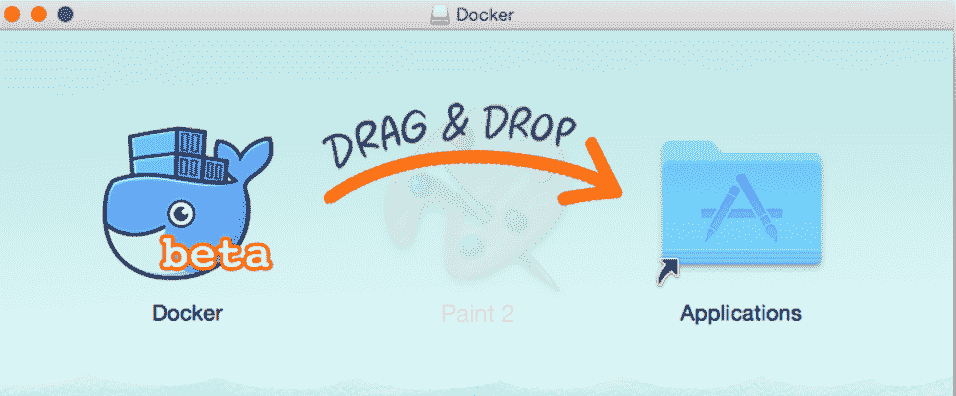 Docker
DRAG & DROP
beta
Docker
Paint 2
Applications